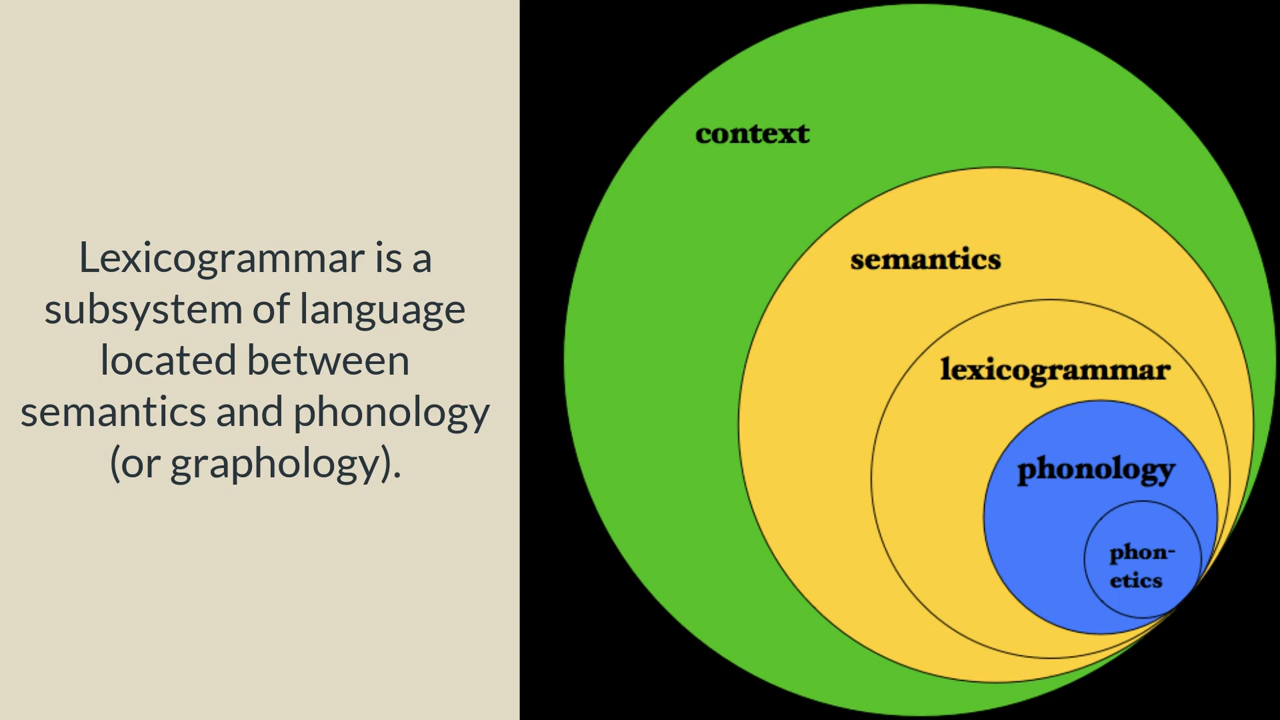 Lexicogrammar is a
subsystem of language
located between
semantics and phonology
(or graphology).
context
semantics
lexicogrammar
phonology
phon-
etics